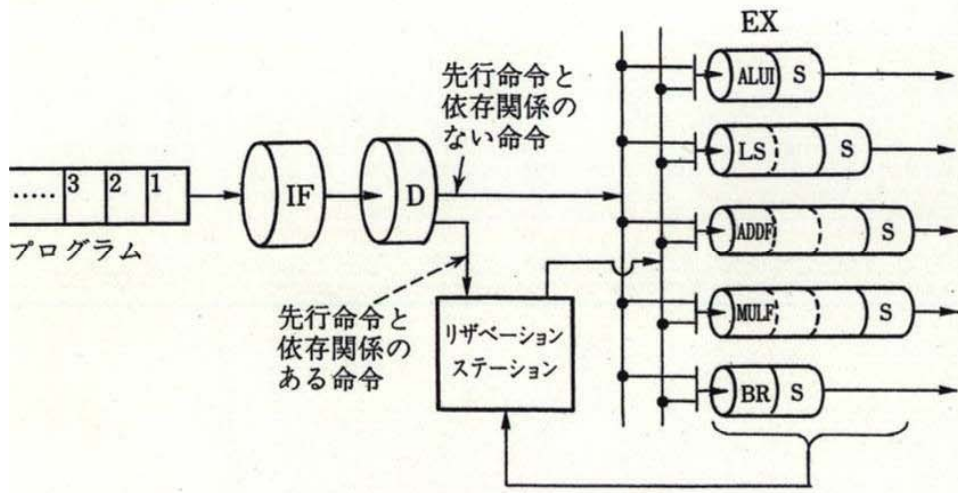 EX
先行命令と
依存関係の
ない命令
ALUI S
LS S
..... 3 2 1
IF
D
プログラム
ADDF S
先行命令と
依存関係の
ある命令
リザベーション
ステーション
MULF S
BR S